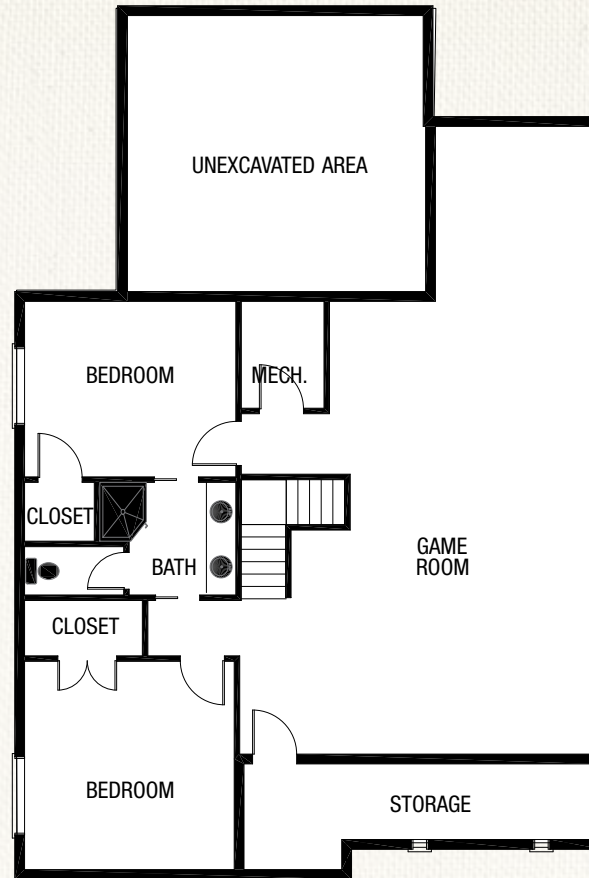 UNEXCAVATED AREA
BEDROOM
MECH.
CLOSET
BATH
GAME
ROOM
CLOSET
BEDROOM
STORAGE